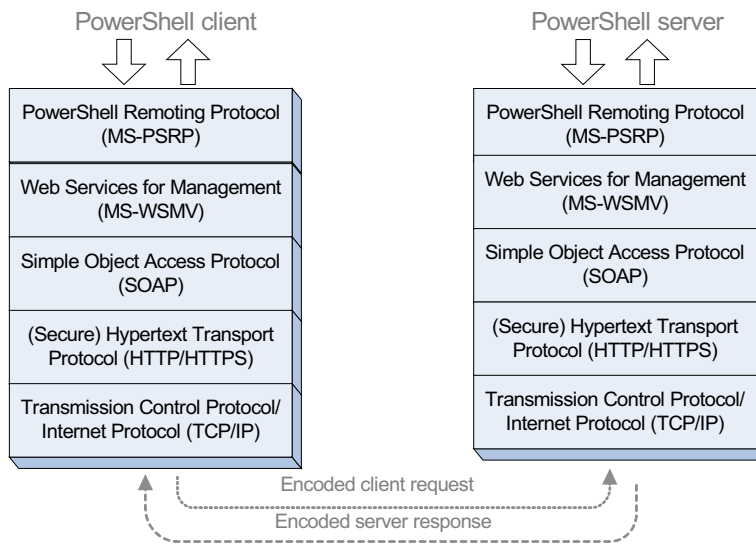 PowerShell client
PowerShell Remoting Protocol
(MS-PSRP)
Web Services for Management
(MS-WSMV)
Simple Object Access Protocol
(SOAP)
(Secure) Hypertext Transport
Protocol (HTTP/HTTPS)
Transmission Control Protocol/
Internet Protocol (TCP/IP)
PowerShell server
PowerShell Remoting Protocol
(MS-PSRP)
Web Services for Management
(MS-WSMV)
Simple Object Access Protocol
(SOAP)
(Secure) Hypertext Transport
Protocol (HTTP/HTTPS)
Transmission Control Protocol/
Internet Protocol (TCP/IP)
Encoded client request
Encoded server response